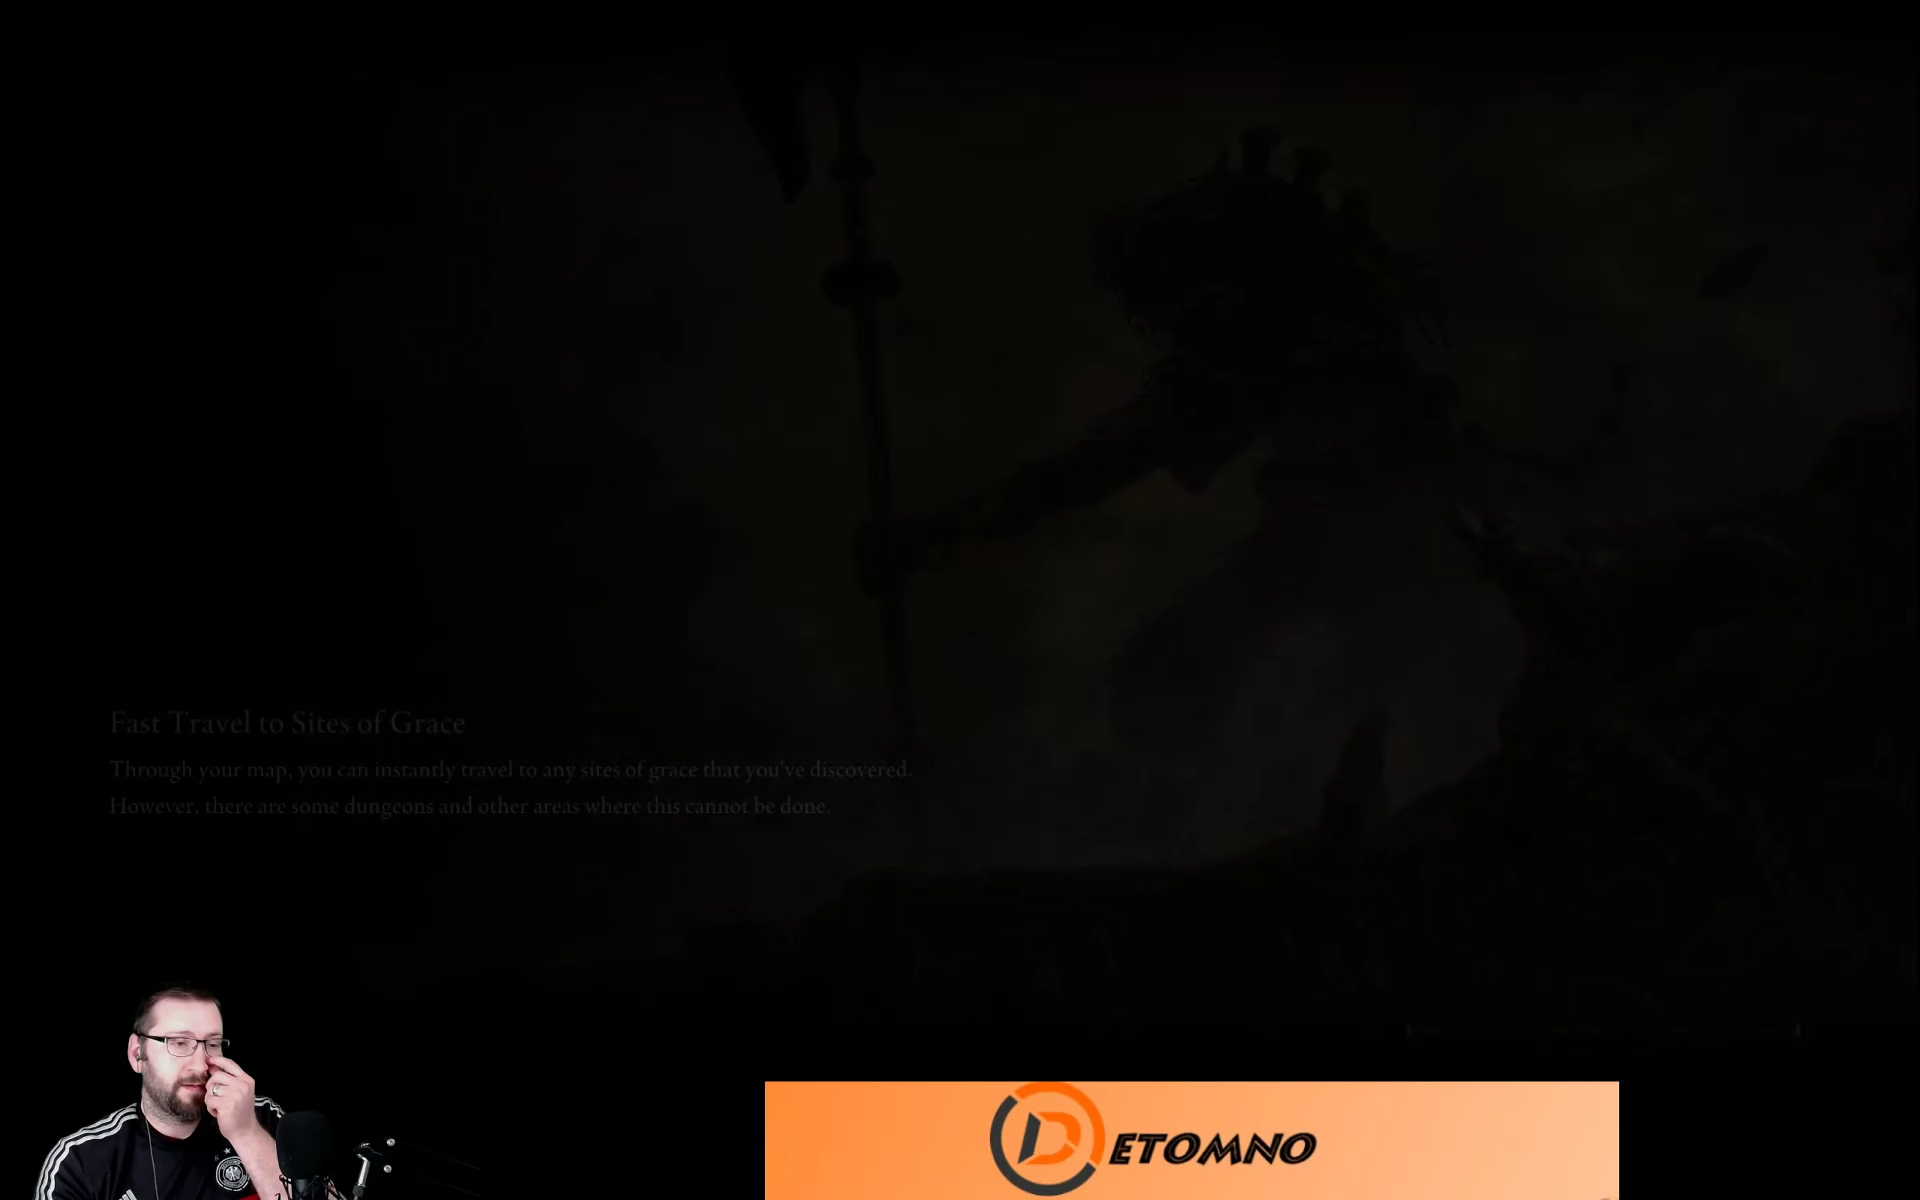 Fast Travel to Sites of Grace
Through your map, you can instantly travel to any sites of grace that you've discovered.
However, there are some dungeons and other areas where this cannot be done.
DETOMNO